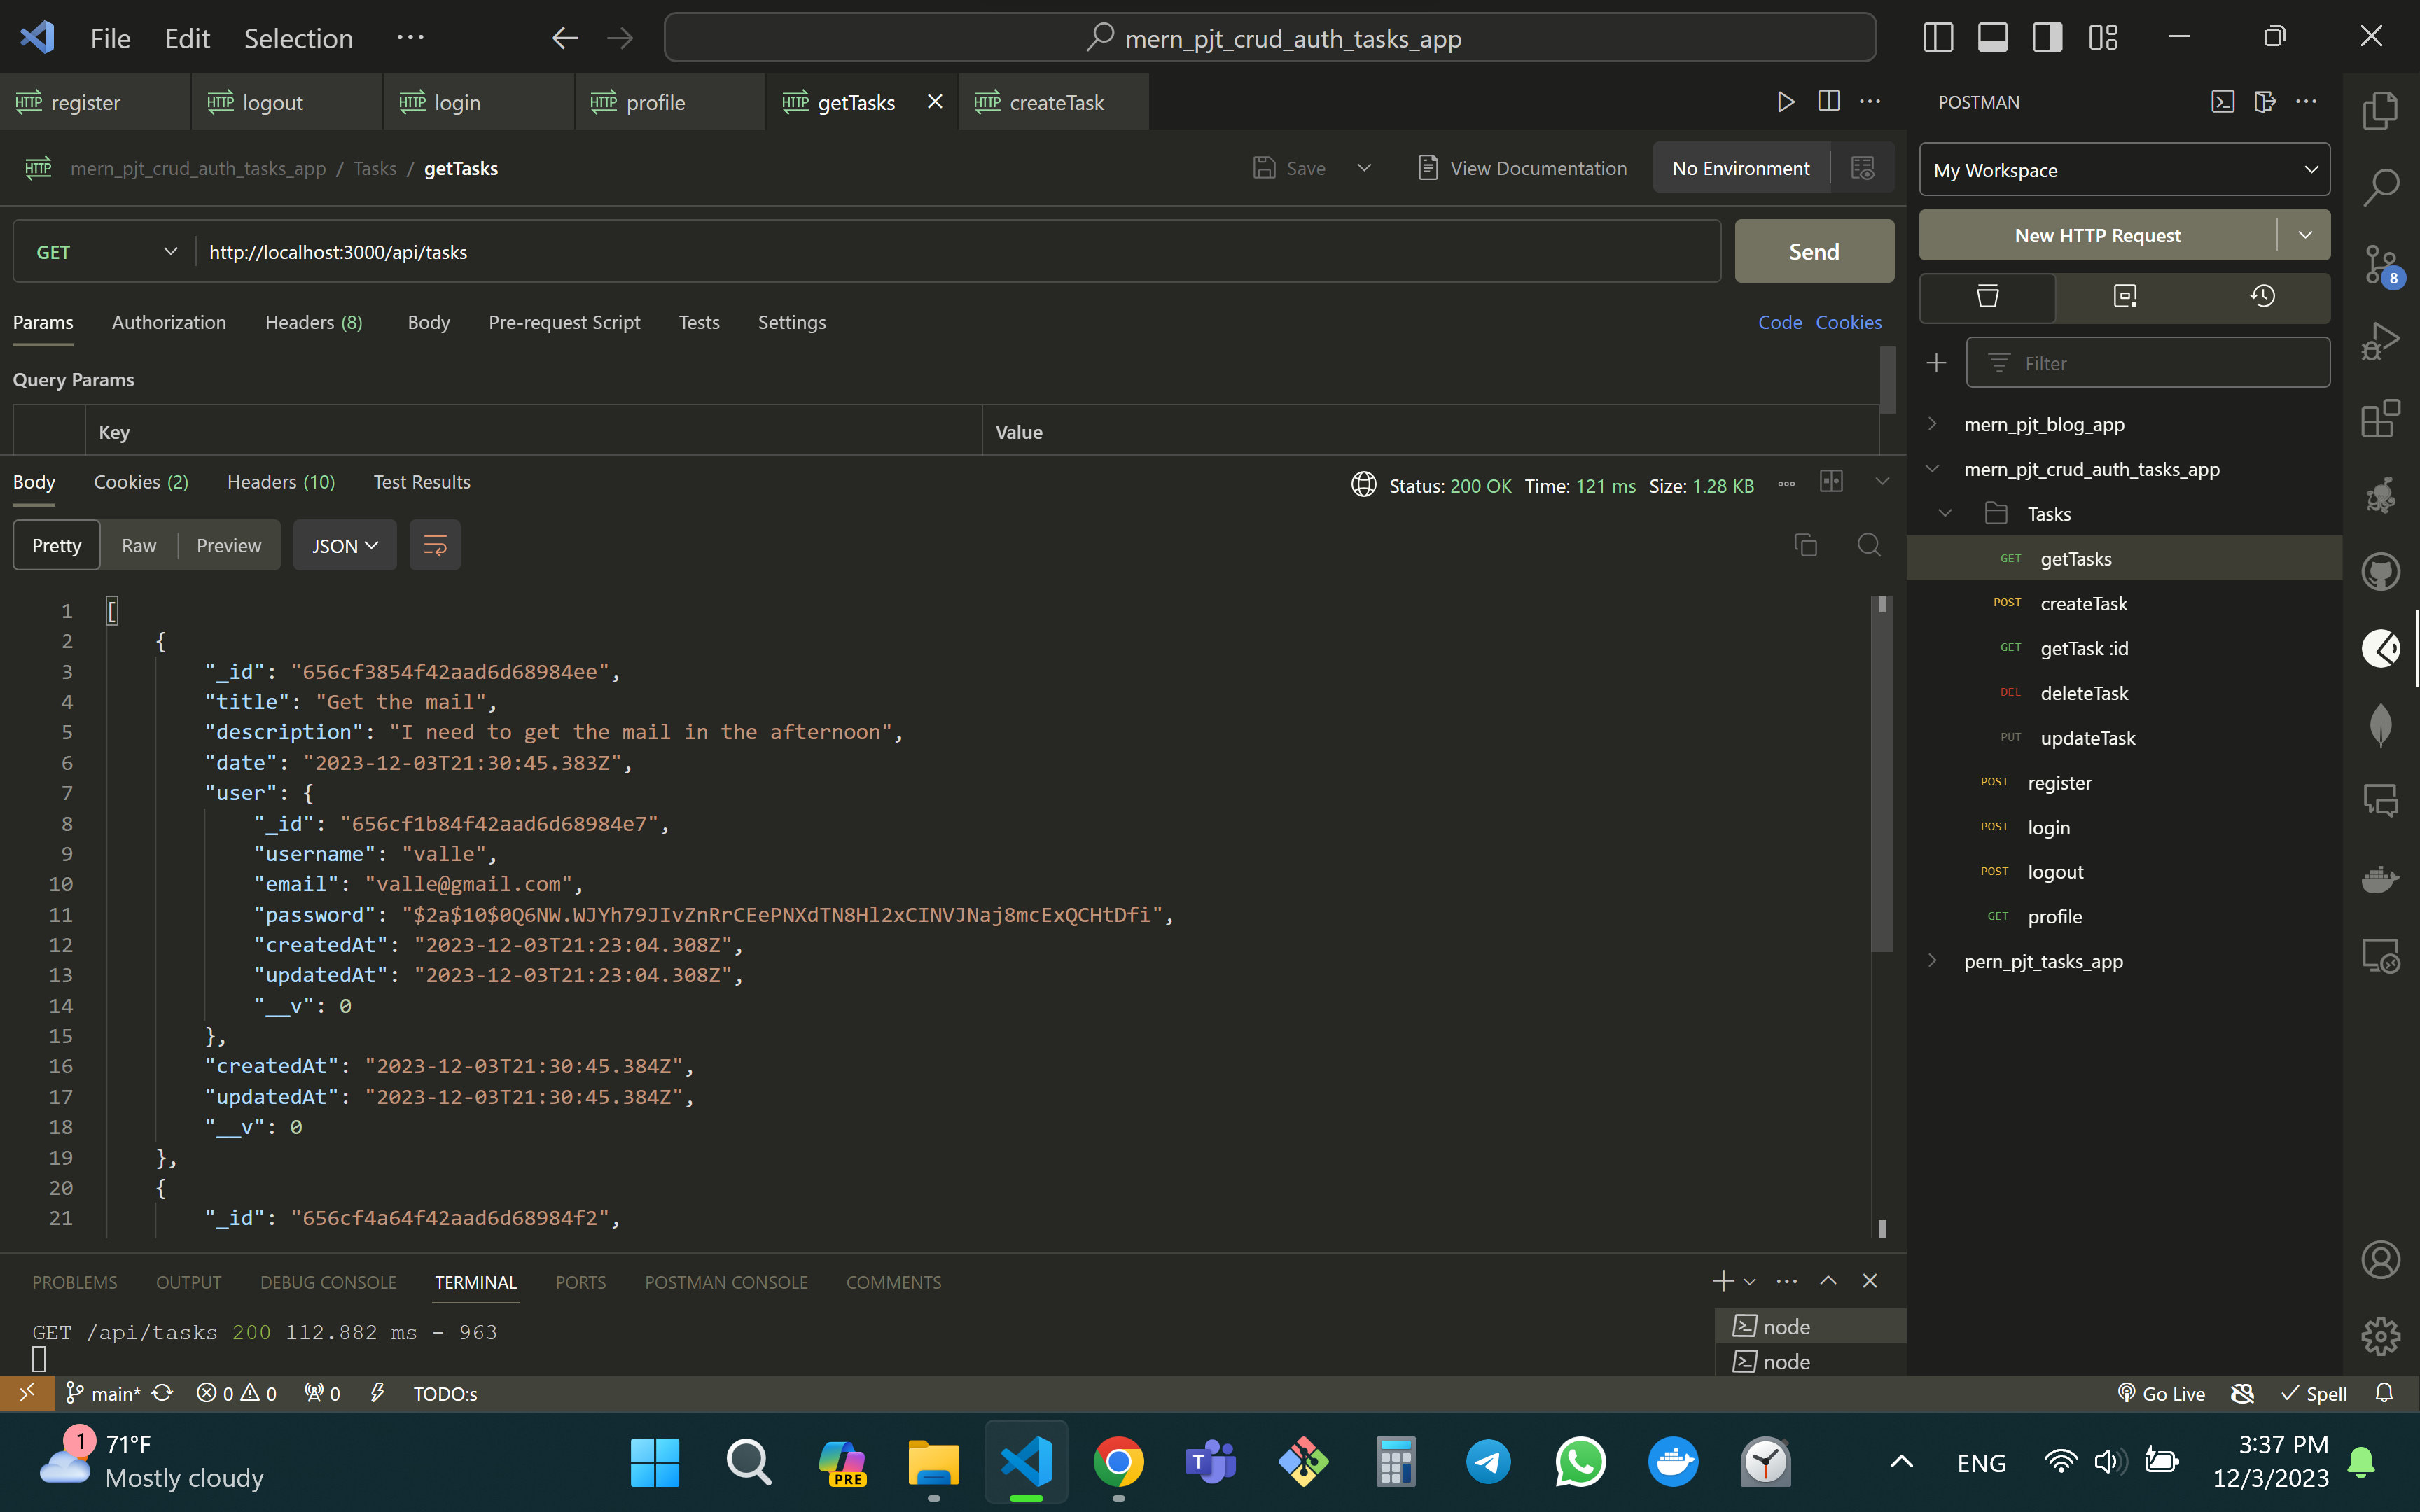 File Edit Selection ···
mern_pjt_crud_auth_tasks_app
HTTP register
HTTP logout
HTTP login
HTTP profile
HTTP getTasks
HTTP createTask
HTTP mern_pjt_crud_auth_tasks_app / Tasks / getTasks
Save
View Documentation
No Environment
GET http://localhost:3000/api/tasks
Send
Params Authorization Headers (8) Body Pre-request Script Tests Settings
Code Cookies
Query Params
Key Value
Body Cookies (2) Headers (10) Test Results
Status: 200 OK Time: 121 ms Size: 1.28 KB
Pretty Raw Preview JSON
1 [
2 {
3 "_id": "656cf3854f42aad6d68984ee",
4 "title": "Get the mail",
5 "description": "I need to get the mail in the afternoon",
6 "date": "2023-12-03T21:30:45.383Z",
7 "user": {
8 "_id": "656cf1b84f42aad6d68984e7",
9 "username": "valle",
10 "email": "valle@gmail.com",
11 "password": "$2a$10$0Q6NW.WJYh79JIvZnRrCEePNXdTN8Hl2xCINVJNaj8mcExQCHtDfi",
12 "createdAt": "2023-12-03T21:23:04.308Z",
13 "updatedAt": "2023-12-03T21:23:04.308Z",
14 "__v": 0
15 },
16 "createdAt": "2023-12-03T21:30:45.384Z",
17 "updatedAt": "2023-12-03T21:30:45.384Z",
18 "__v": 0
19 },
20 {
21 "_id": "656cf4a64f42aad6d68984f2",
PROBLEMS OUTPUT DEBUG CONSOLE TERMINAL PORTS POSTMAN CONSOLE COMMENTS
GET /api/tasks 200 112.882 ms - 963
node
node
POSTMAN
My Workspace
New HTTP Request
Filter
mern_pjt_blog_app
mern_pjt_crud_auth_tasks_app
Tasks
GET getTasks
POST createTask
GET getTask :id
DEL deleteTask
PUT updateTask
POST register
POST login
POST logout
GET profile
pern_pjt_tasks_app
8
main* 0 0 0 TODO:s
Go Live Spell
1
71°F
Mostly cloudy
PRE
T
ENG
3:37 PM
12/3/2023